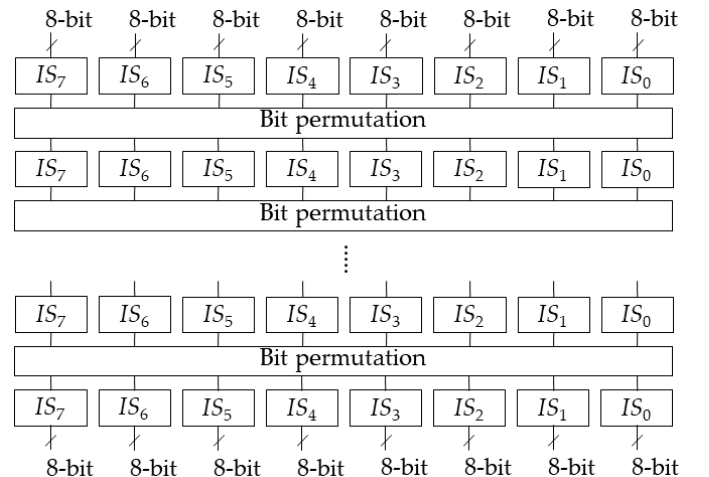 8-bit 8-bit 8-bit 8-bit 8-bit 8-bit 8-bit 8-bit
IS₇ IS₆ IS₅ IS₄ IS₃ IS₂ IS₁ IS₀
Bit permutation
IS₇ IS₆ IS₅ IS₄ IS₃ IS₂ IS₁ IS₀
Bit permutation
IS₇ IS₆ IS₅ IS₄ IS₃ IS₂ IS₁ IS₀
Bit permutation
IS₇ IS₆ IS₅ IS₄ IS₃ IS₂ IS₁ IS₀
8-bit 8-bit 8-bit 8-bit 8-bit 8-bit 8-bit 8-bit